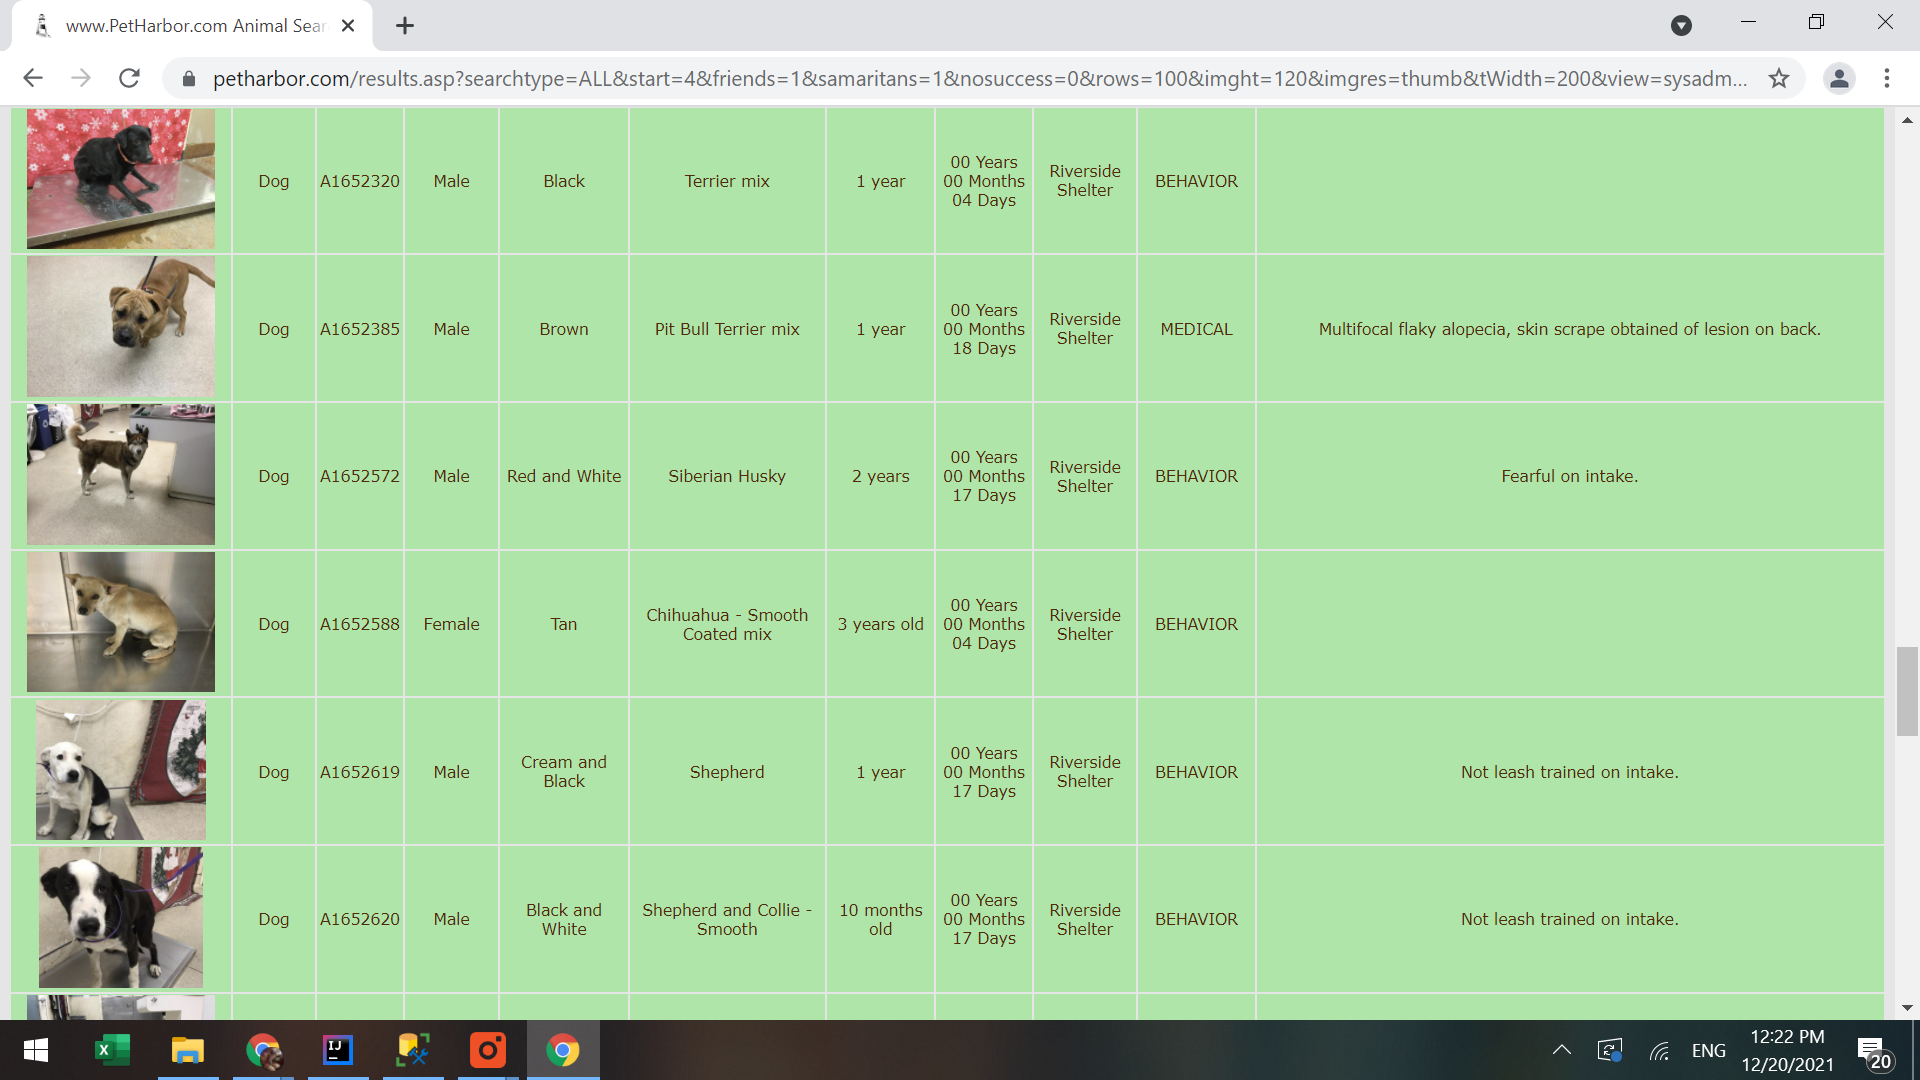 www.PetHarbor.com Animal Sear
petharbor.com/results.asp?searchtype=ALL&start=4&friends=1&samaritans=1&nosuccess=0&rows=100&imght=120&imgres=thumb&tWidth=200&view=sysadm...
Dog
A1652320
Male
Black
Terrier mix
1 year
00 Years
00 Months
04 Days
Riverside
Shelter
BEHAVIOR
Dog
A1652385
Male
Brown
Pit Bull Terrier mix
1 year
00 Years
00 Months
18 Days
Riverside
Shelter
MEDICAL
Multifocal flaky alopecia, skin scrape obtained of lesion on back.
Dog
A1652572
Male
Red and White
Siberian Husky
2 years
00 Years
00 Months
17 Days
Riverside
Shelter
BEHAVIOR
Fearful on intake.
Dog
A1652588
Female
Tan
Chihuahua - Smooth
Coated mix
3 years old
00 Years
00 Months
04 Days
Riverside
Shelter
BEHAVIOR
Dog
A1652619
Male
Cream and
Black
Shepherd
1 year
00 Years
00 Months
17 Days
Riverside
Shelter
BEHAVIOR
Not leash trained on intake.
Dog
A1652620
Male
Black and
White
Shepherd and Collie -
Smooth
10 months
old
00 Years
00 Months
17 Days
Riverside
Shelter
BEHAVIOR
Not leash trained on intake.
X
IJ
ENG
12:22 PM
12/20/2021
20